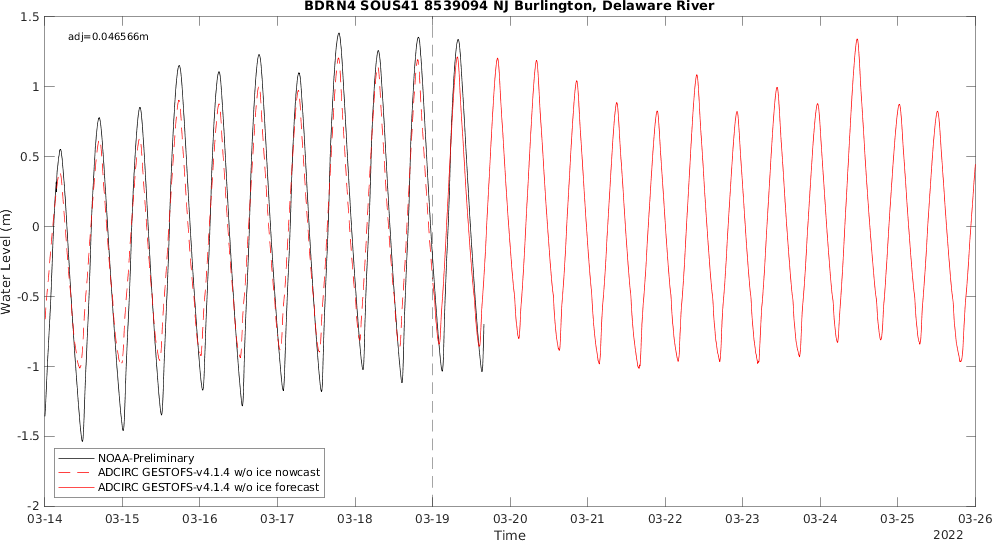 BDRN4 SOUS41 8539094 NJ Burlington, Delaware River
adj=0.046566m
1.5
1
0.5
0
-0.5
-1
-1.5
-2
Water Level (m)
NOAA-Preliminary
ADCIRC GESTOFS-v4.1.4 w/o ice nowcast
ADCIRC GESTOFS-v4.1.4 w/o ice forecast
03-14 03-15 03-16 03-17 03-18 03-19 03-20 03-21 03-22 03-23 03-24 03-25 03-26
Time
2022